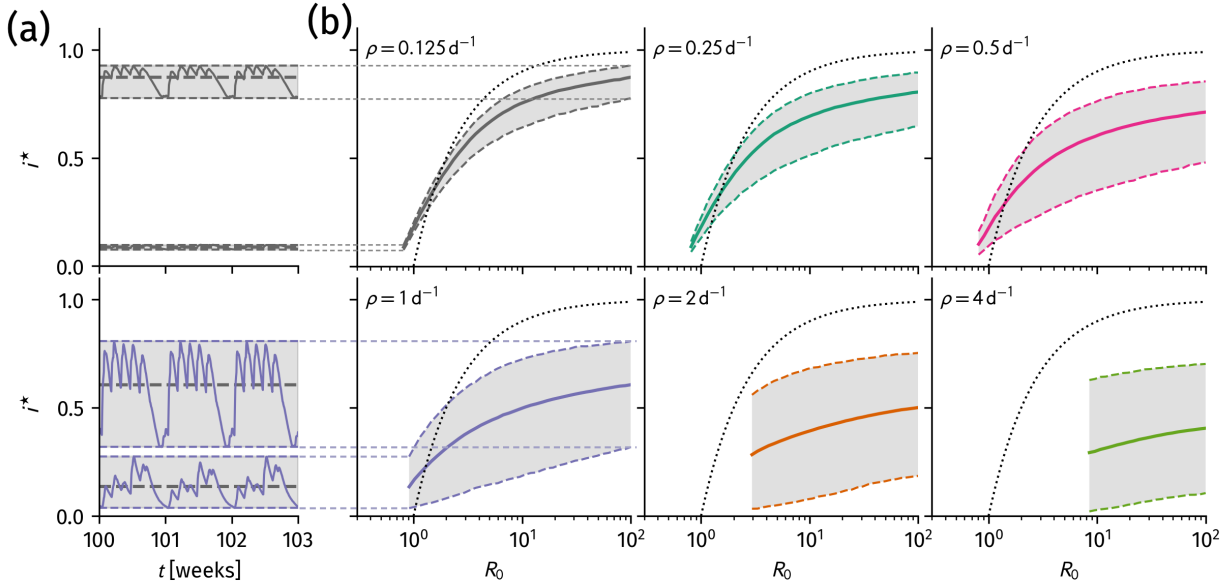 (a)
(b)
1.0
0.5
0.0
i*
ρ = 0.125 d⁻¹
ρ = 0.25 d⁻¹
ρ = 0.5 d⁻¹
1.0
0.5
0.0
i*
ρ = 1 d⁻¹
ρ = 2 d⁻¹
ρ = 4 d⁻¹
100 101 102 103
10⁰ 10¹ 10²
10⁰ 10¹ 10²
10⁰ 10¹ 10²
t [weeks]
R₀
R₀
R₀